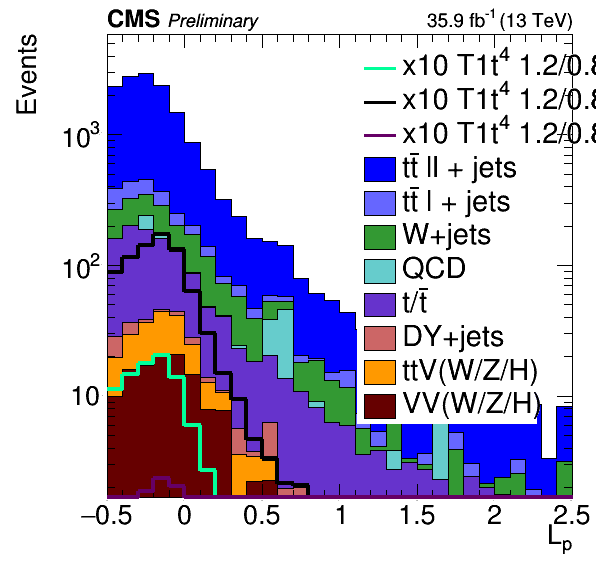 CMS Preliminary 35.9 fb⁻¹ (13 TeV)
Events
x10 T1t⁴ 1.2/0.8
x10 T1t⁴ 1.2/0.8
x10 T1t⁴ 1.2/0.8
tt̄ ll + jets
tt̄ l + jets
W+jets
QCD
t/t̄
DY+jets
ttV(W/Z/H)
VV(W/Z/H)
10³
10²
10
−0.5 0 0.5 1 1.5 2 2.5
Lₚ